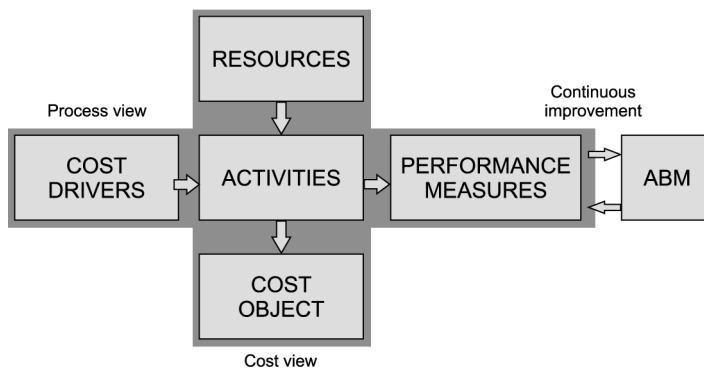 RESOURCES
Continuous
improvement
Process view
COST
DRIVERS
ACTIVITIES
PERFORMANCE
MEASURES
ABM
COST
OBJECT
Cost view